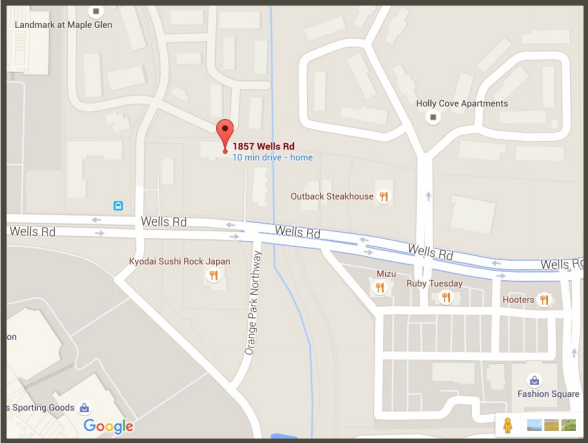 Landmark at Maple Glen
Holly Cove Apartments
1857 Wells Rd
10 min drive - home
Outback Steakhouse
Wells Rd
Wells Rd
Wells Rd
Wells Rd
Wells Rd
Kyodai Sushi Rock Japan
Orange Park Northway
Mizu
Ruby Tuesday
Hooters
on
Fashion Square
s Sporting Goods
Google